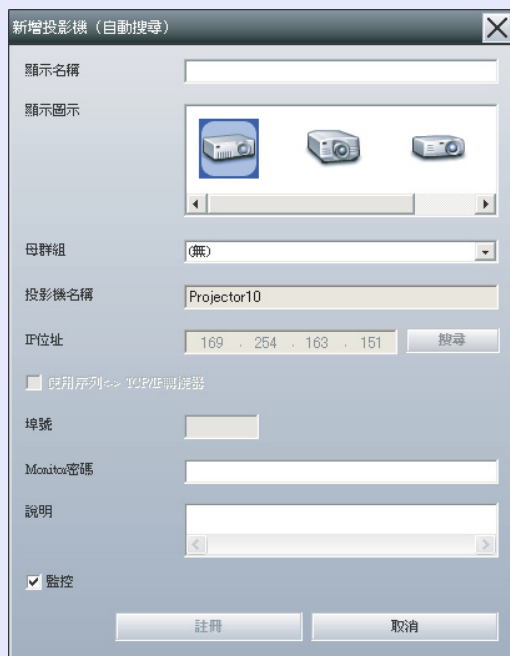 新增投影機（自動搜尋）
顯示名稱
顯示圖示
母群組 (無)
投影機名稱 Projector10
IP位址 169 . 254 . 163 . 151 搜尋
使用序列<-> TCP/IP轉換器
埠號
Monitor密碼
說明
監控
註冊 取消